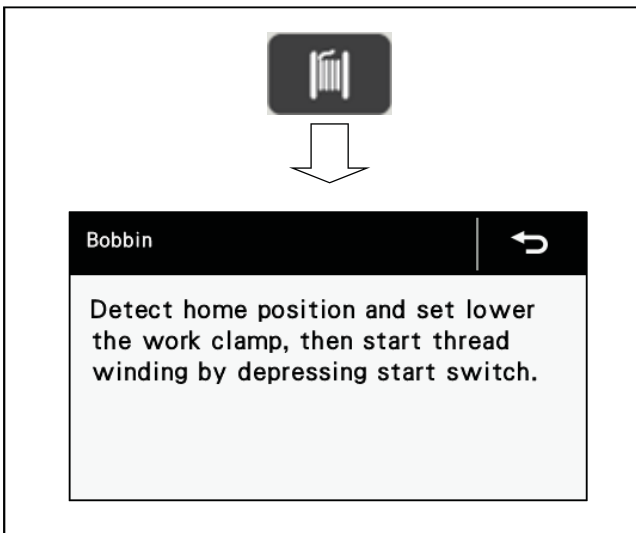 Bobbin
Detect home position and set lower
the work clamp, then start thread
winding by depressing start switch.